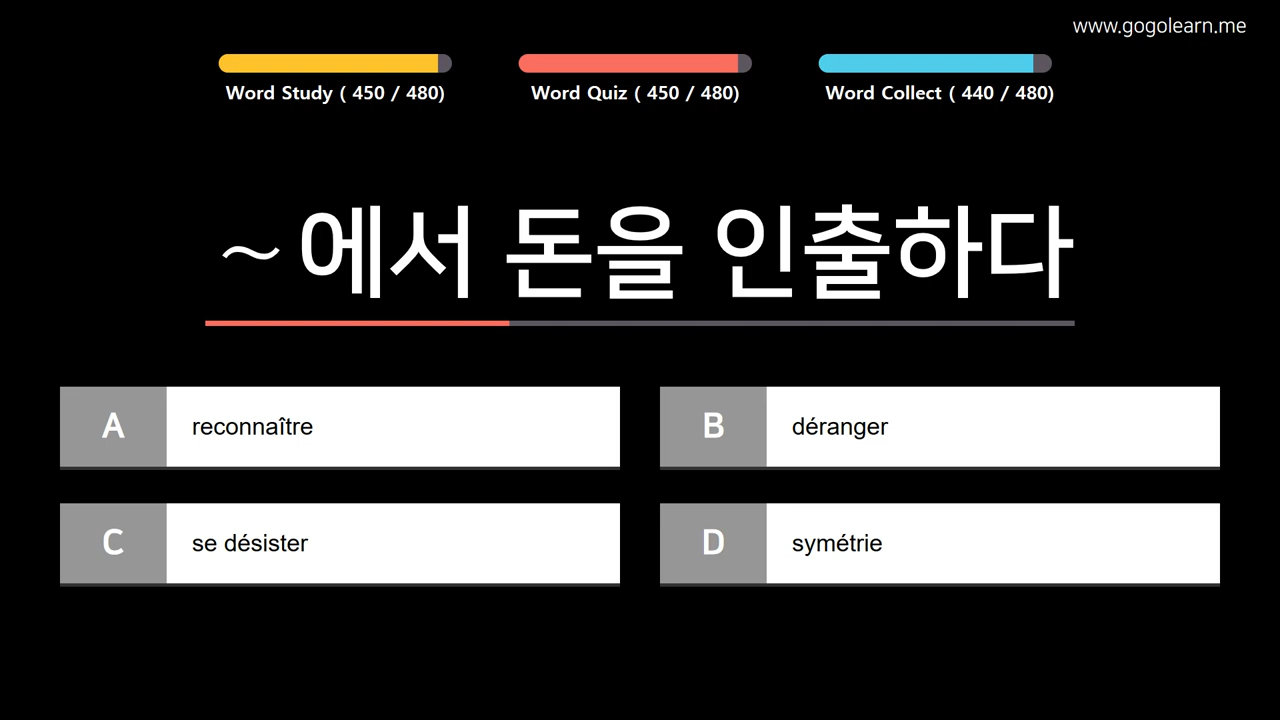 www.gogolearn.me
Word Study ( 450 / 480)
Word Quiz ( 450 / 480)
Word Collect ( 440 / 480)
~ 에서 돈을 인출하다
A reconnaître
B déranger
C se désister
D symétrie